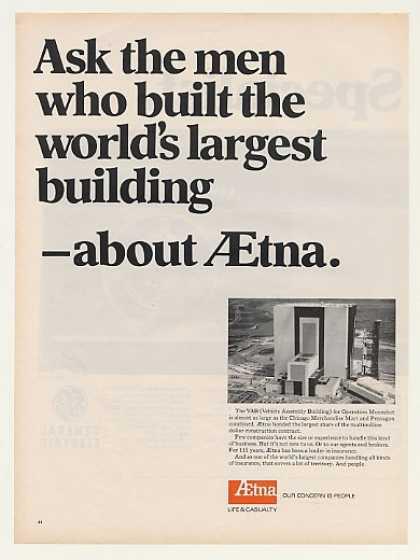 Ask the men
who built the
world's largest
building
—about Ætna.
The VAB (Vehicle Assembly Building) for Operation Moonshot
is almost as large as the Chicago Merchandise Mart and Pentagon
combined. Ætna bonded the largest share of the multimillion
dollar construction contract.
Few companies have the size or experience to handle this kind
of business. But it's not new to us. Or to our agents and brokers.
For 115 years, Ætna has been a leader in insurance.
And as one of the world's largest companies handling all kinds
of insurance, that covers a lot of territory. And people.
Ætna
OUR CONCERN IS PEOPLE
LIFE & CASUALTY
GENERAL
ELECTRIC